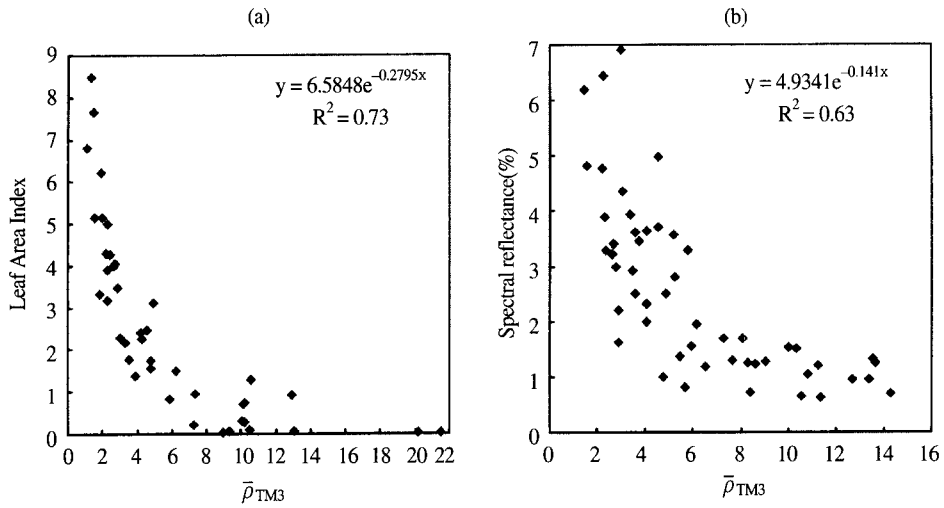 (a)
9
8
7
6
5
4
3
2
1
0
Leaf Area Index
y = 6.5848e^{−0.2795x}
R² = 0.73
0 2 4 6 8 10 12 14 16 18 20 22
ρ̄TM3
(b)
7
6
5
4
3
2
1
0
Spectral reflectance(%)
y = 4.9341e^{−0.141x}
R² = 0.63
0 2 4 6 8 10 12 14 16
ρ̄TM3